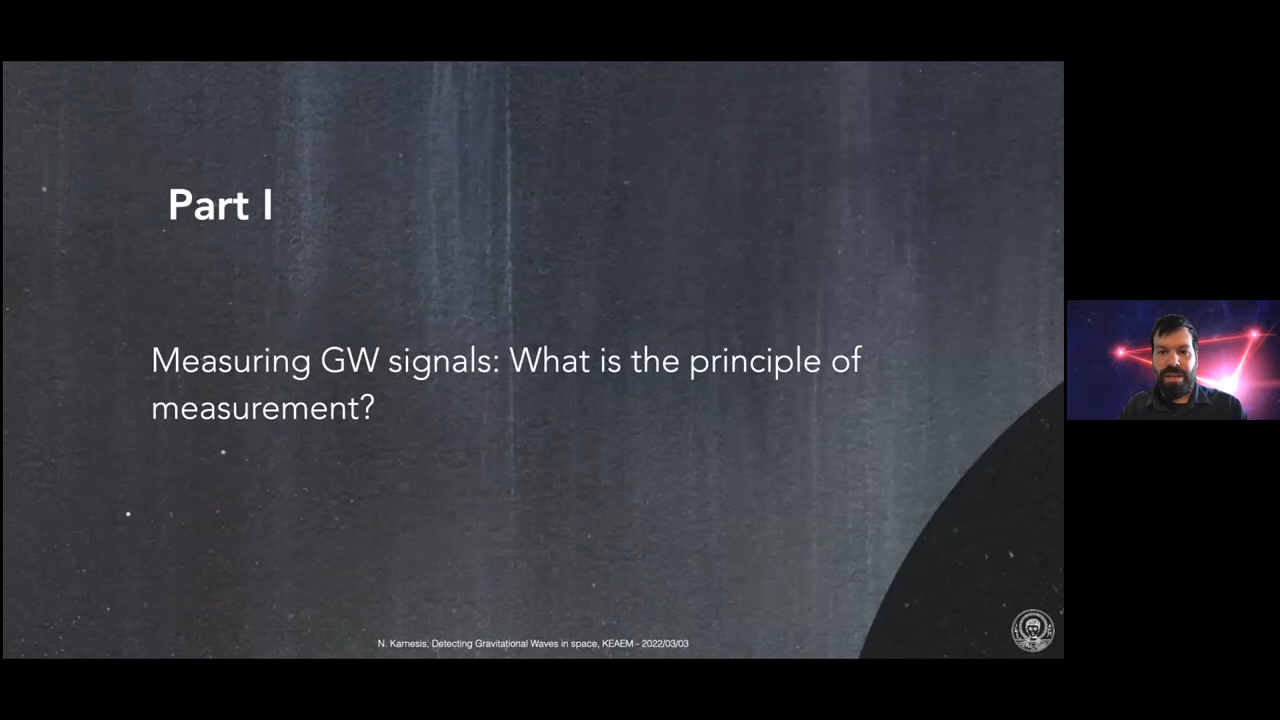 Part I
Measuring GW signals: What is the principle of
measurement?
N. Karnesis, Detecting Gravitational Waves in space, KEAEM - 2022/03/03